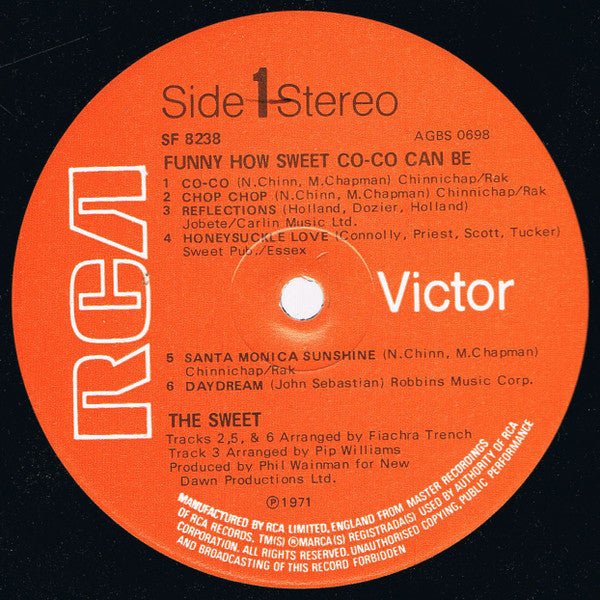 Side 1 Stereo
SF 8238
AGBS 0698
FUNNY HOW SWEET CO-CO CAN BE
1 CO-CO (N.Chinn, M.Chapman) Chinnichap/Rak
2 CHOP CHOP (N.Chinn, M.Chapman) Chinnichap/Rak
3 REFLECTIONS (Holland, Dozier, Holland)
Jobete/Carlin Music Ltd.
4 HONEYSUCKLE LOVE (Connolly, Priest, Scott, Tucker)
Sweet Pub./Essex
RCA
Victor
5 SANTA MONICA SUNSHINE (N.Chinn, M.Chapman)
Chinnichap/Rak
6 DAYDREAM (John Sebastian) Robbins Music Corp.
THE SWEET
Tracks 2,5, & 6 Arranged by Fiachra Trench
Track 3 Arranged by Pip Williams
Produced by Phil Wainman for New
Dawn Productions Ltd.
Ⓟ1971
MANUFACTURED BY RCA LIMITED, ENGLAND FROM MASTER RECORDINGS
OF RCA RECORDS. TM(S) ® MARCA(S) REGISTRADA(S) USED BY AUTHORITY OF RCA
CORPORATION. ALL RIGHTS RESERVED. UNAUTHORISED COPYING, PUBLIC PERFORMANCE
AND BROADCASTING OF THIS RECORD FORBIDDEN